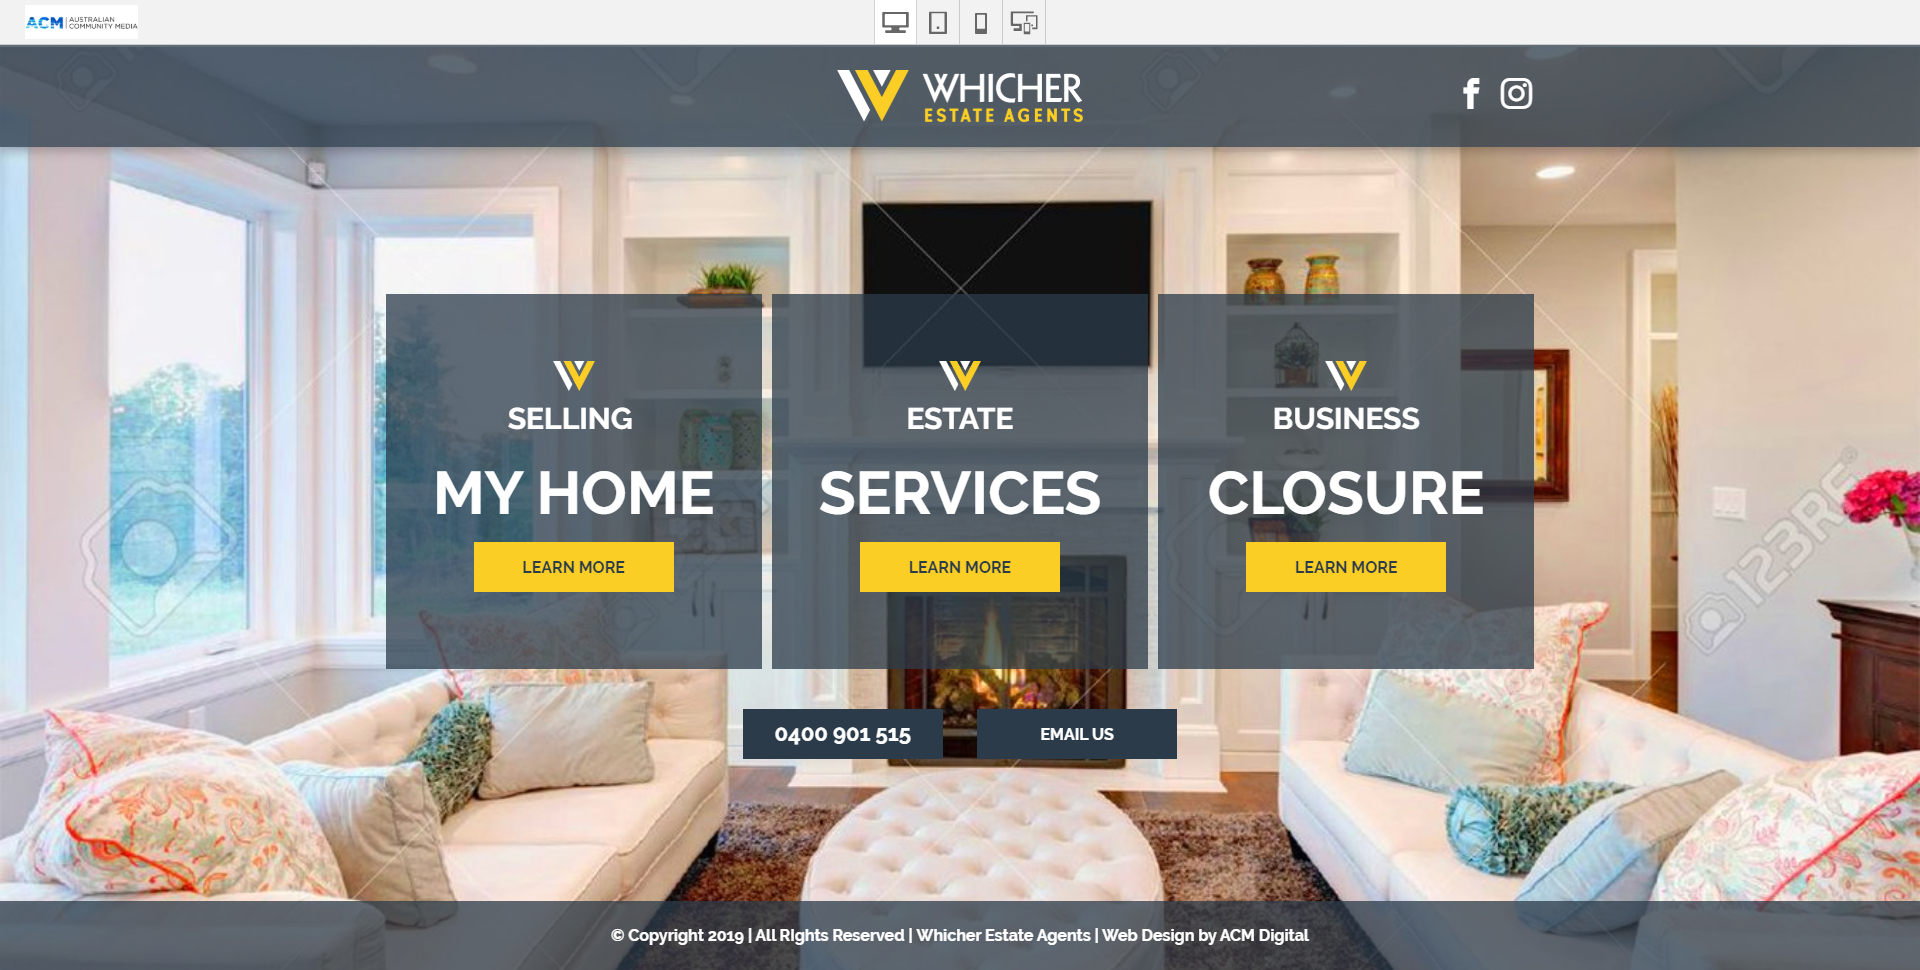 ACM | AUSTRALIAN
COMMUNITY MEDIA
WHICHER
ESTATE AGENTS
SELLING
MY HOME
LEARN MORE
ESTATE
SERVICES
LEARN MORE
BUSINESS
CLOSURE
LEARN MORE
0400 901 515
EMAIL US
123RF
© Copyright 2019 | All RIghts Reserved | Whicher Estate Agents | Web Design by ACM Digital